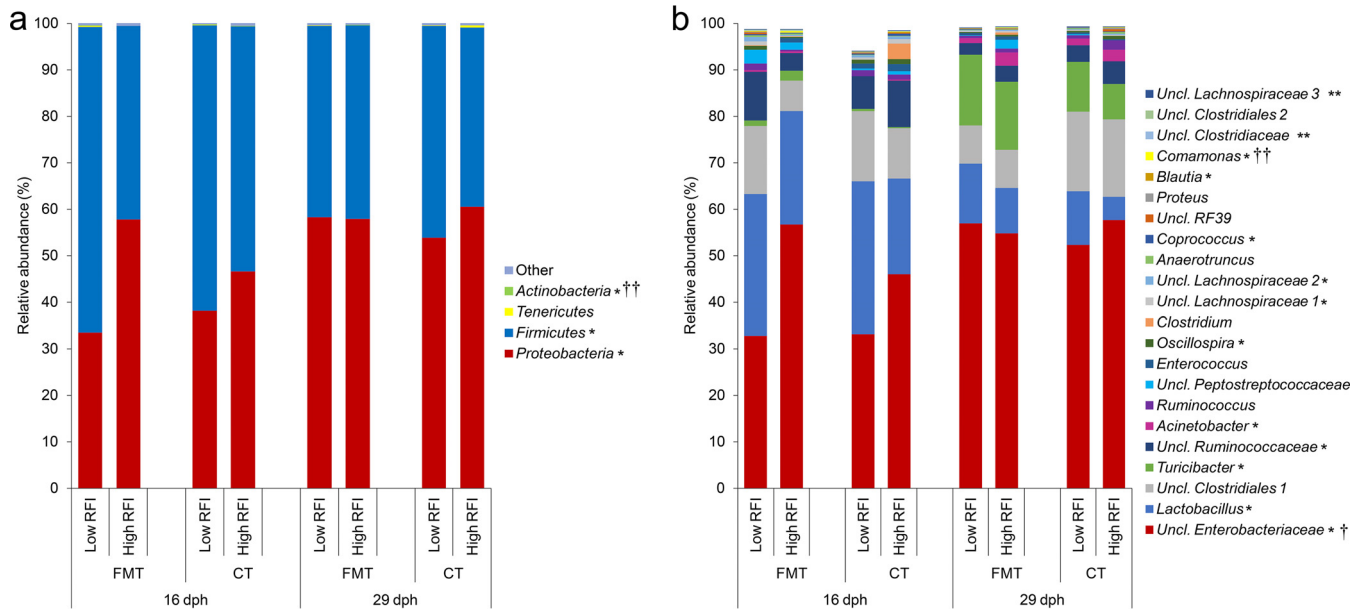 a
Relative abundance (%)
100
90
80
70
60
50
40
30
20
10
0
Low RFI
High RFI
Low RFI
High RFI
Low RFI
High RFI
Low RFI
High RFI
FMT
CT
FMT
CT
16 dph
29 dph
Other
Actinobacteria *††
Tenericutes
Firmicutes *
Proteobacteria *
b
Relative abundance (%)
100
90
80
70
60
50
40
30
20
10
0
Low RFI
High RFI
Low RFI
High RFI
Low RFI
High RFI
Low RFI
High RFI
FMT
CT
FMT
CT
16 dph
29 dph
Uncl. Lachnospiraceae 3 **
Uncl. Clostridiales 2
Uncl. Clostridiaceae **
Comamonas * ††
Blautia *
Proteus
Uncl. RF39
Coprococcus *
Anaerotruncus
Uncl. Lachnospiraceae 2 *
Uncl. Lachnospiraceae 1 *
Clostridium
Oscillospira *
Enterococcus
Uncl. Peptostreptococcaceae
Ruminococcus
Acinetobacter *
Uncl. Ruminococcaceae *
Turicibacter *
Uncl. Clostridiales 1
Lactobacillus *
Uncl. Enterobacteriaceae * †